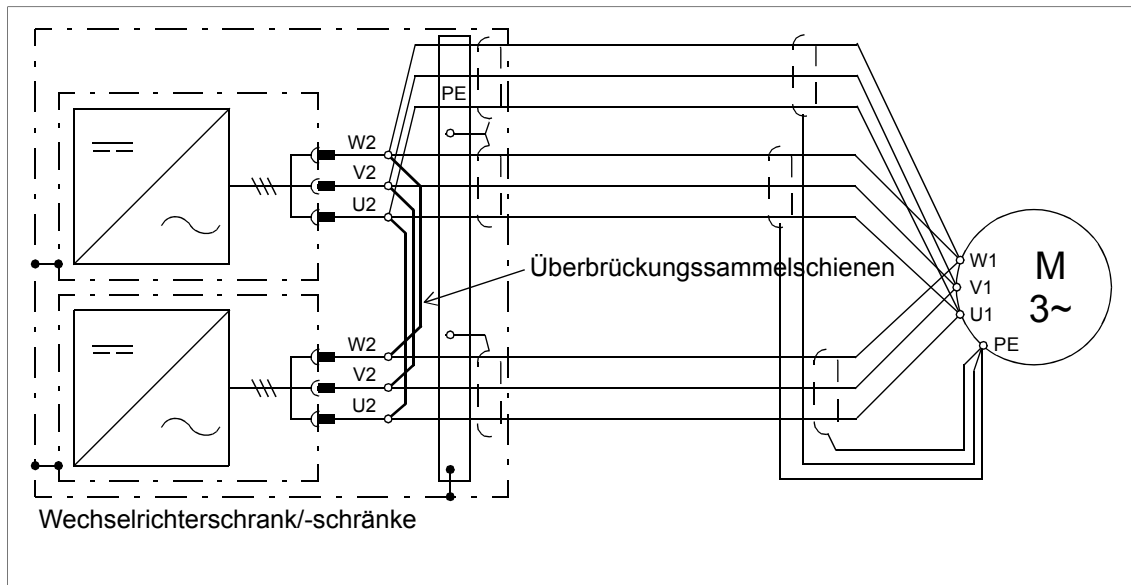 PE
W2
V2
U2
Überbrückungssammelschienen
W1
V1
U1
M
3~
PE
W2
V2
U2
Wechselrichterschrank/-schränke